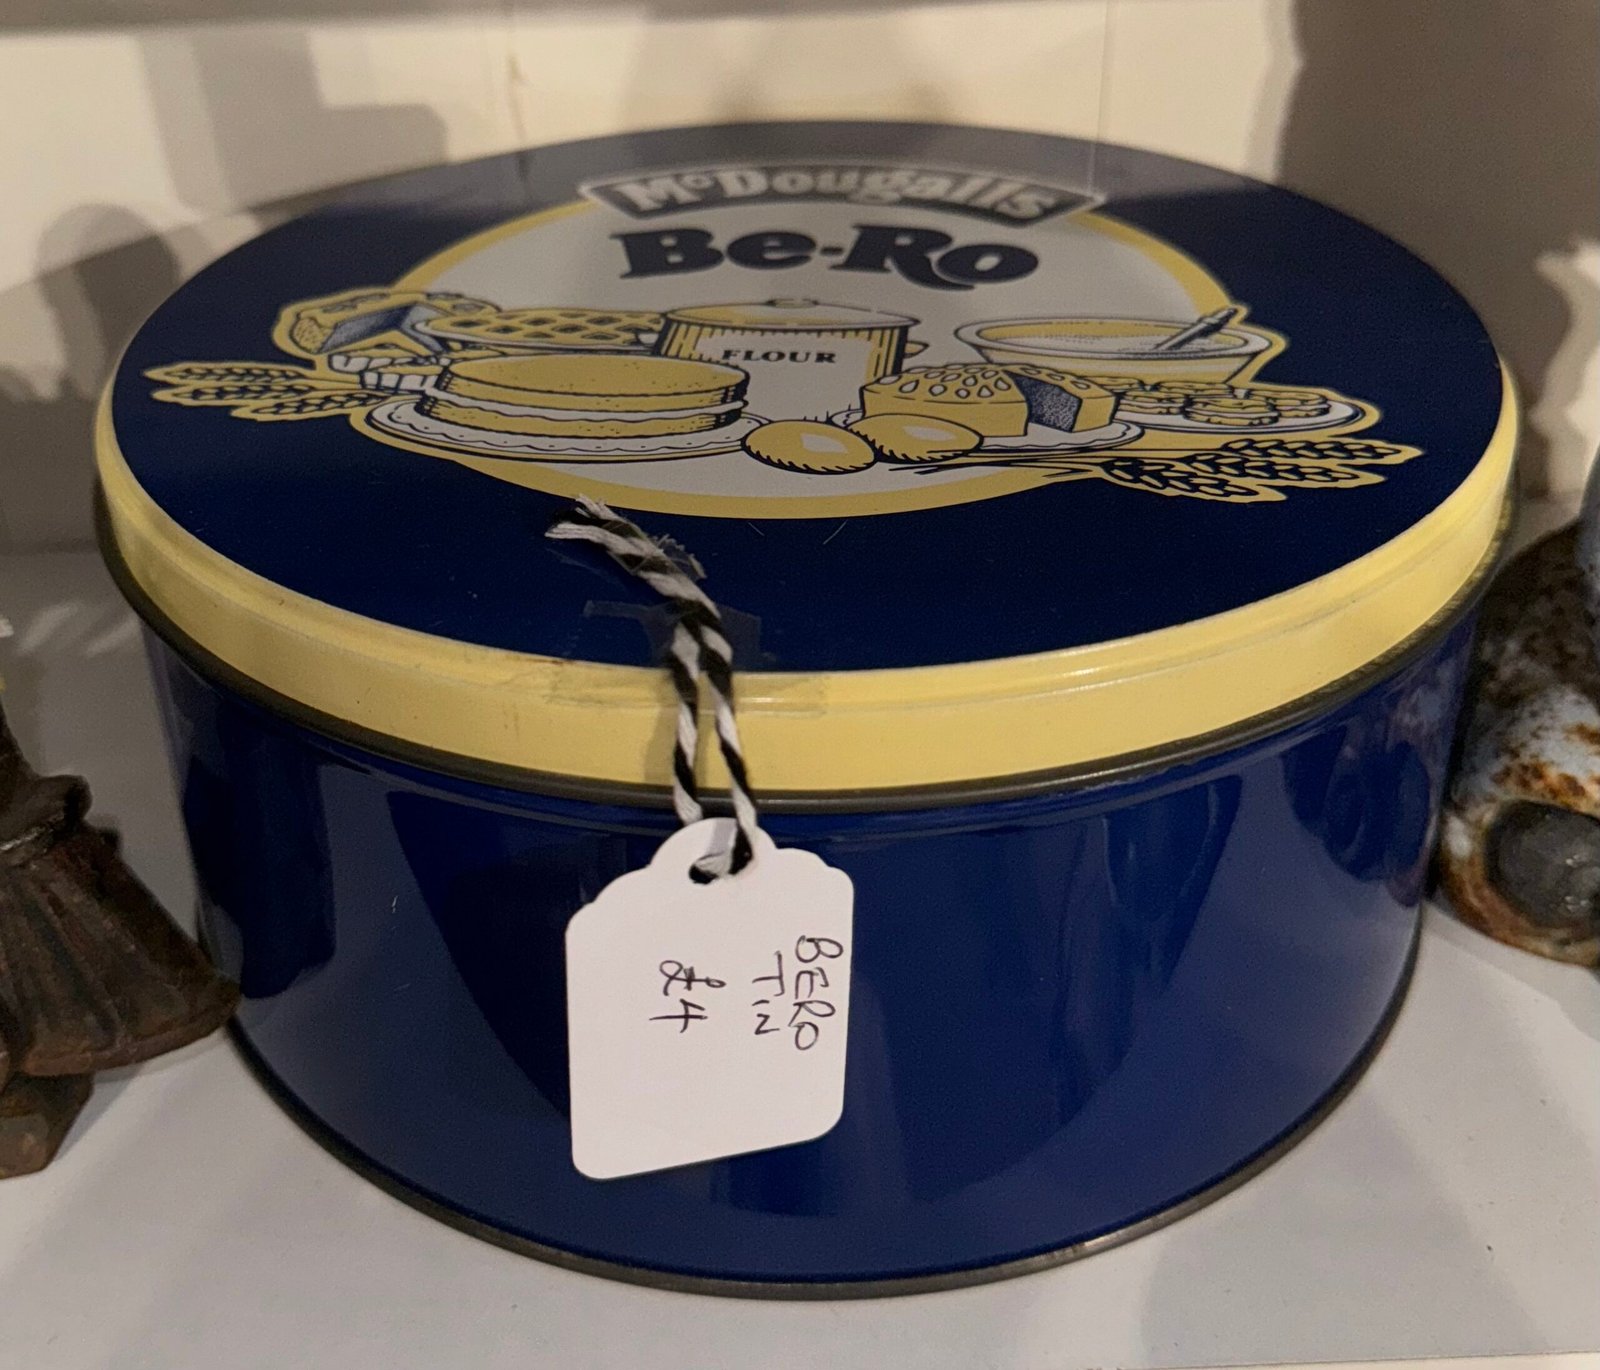 McDougalls
Be-Ro
FLOUR
BERO
TIN
£4